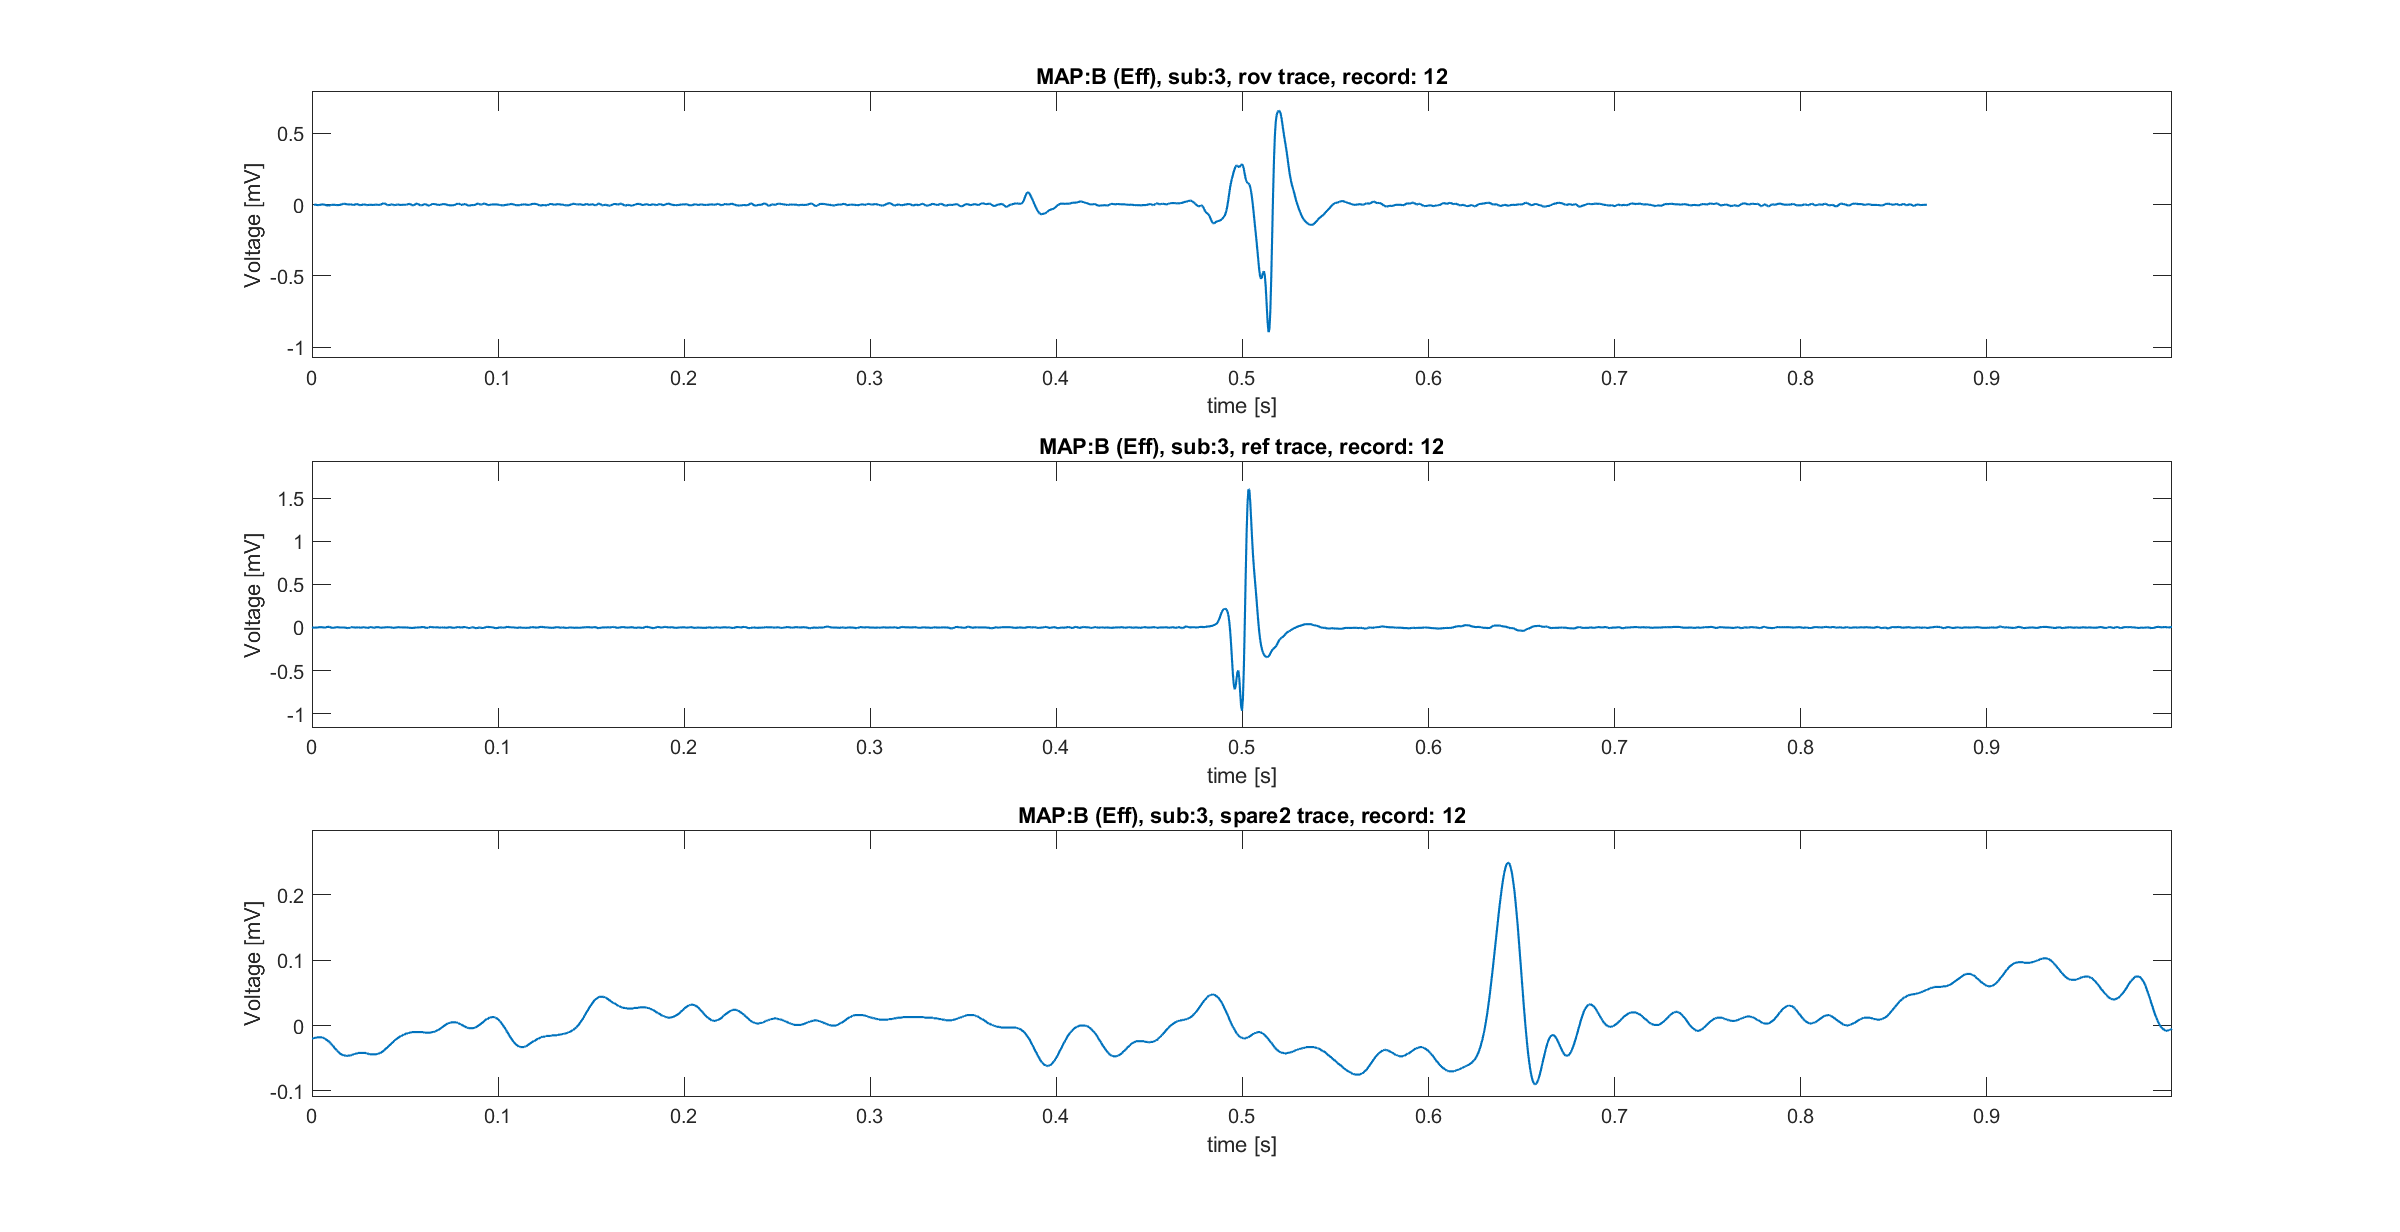 MAP:B (Eff), sub:3, rov trace, record: 12
Voltage [mV]
0.5
0
-0.5
-1
0 0.1 0.2 0.3 0.4 0.5 0.6 0.7 0.8 0.9
time [s]
MAP:B (Eff), sub:3, ref trace, record: 12
Voltage [mV]
1.5
1
0.5
0
-0.5
-1
0 0.1 0.2 0.3 0.4 0.5 0.6 0.7 0.8 0.9
time [s]
MAP:B (Eff), sub:3, spare2 trace, record: 12
Voltage [mV]
0.2
0.1
0
-0.1
0 0.1 0.2 0.3 0.4 0.5 0.6 0.7 0.8 0.9
time [s]